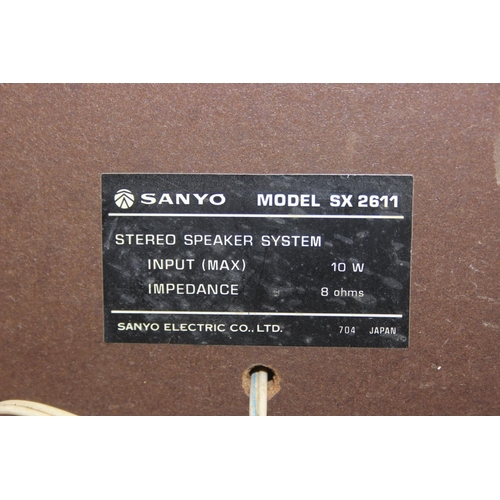 SANYO MODEL SX 2611
STEREO SPEAKER SYSTEM
INPUT (MAX) 10 W
IMPEDANCE 8 ohms
SANYO ELECTRIC CO., LTD. 704 JAPAN